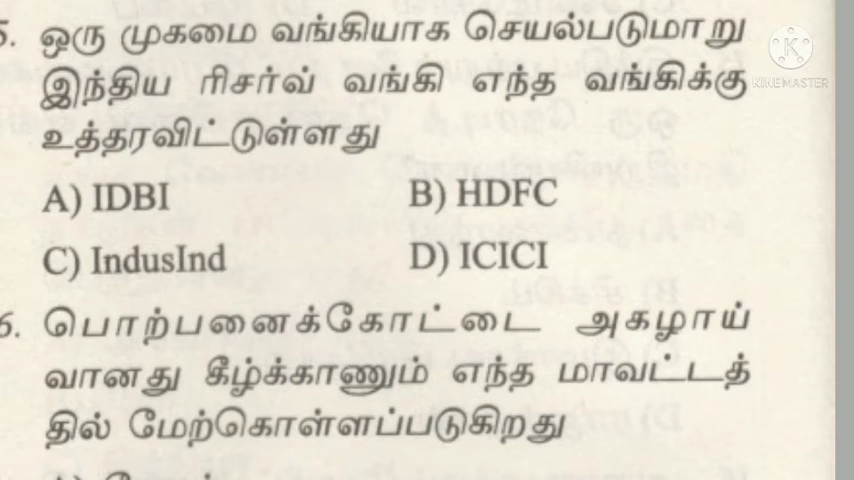 5. ஒரு முகமை வங்கியாக செயல்படுமாறு
இந்திய ரிசர்வ் வங்கி எந்த வங்கிக்கு
உத்தரவிட்டுள்ளது
A) IDBI B) HDFC
C) IndusInd D) ICICI
6. பொற்பனைக்கோட்டை அகழாய்
வானது கீழ்க்காணும் எந்த மாவட்டத்
தில் மேற்கொள்ளப்படுகிறது
K
KINEMASTER